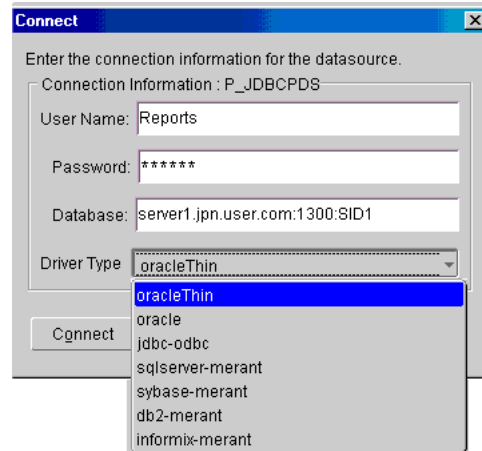 Connect
Enter the connection information for the datasource.
Connection Information : P_JDBCPDS
User Name: Reports
Password: ******
Database: server1.jpn.user.com:1300:SID1
Driver Type oracleThin
oracleThin
oracle
Connect
jdbc-odbc
sqlserver-merant
sybase-merant
db2-merant
informix-merant